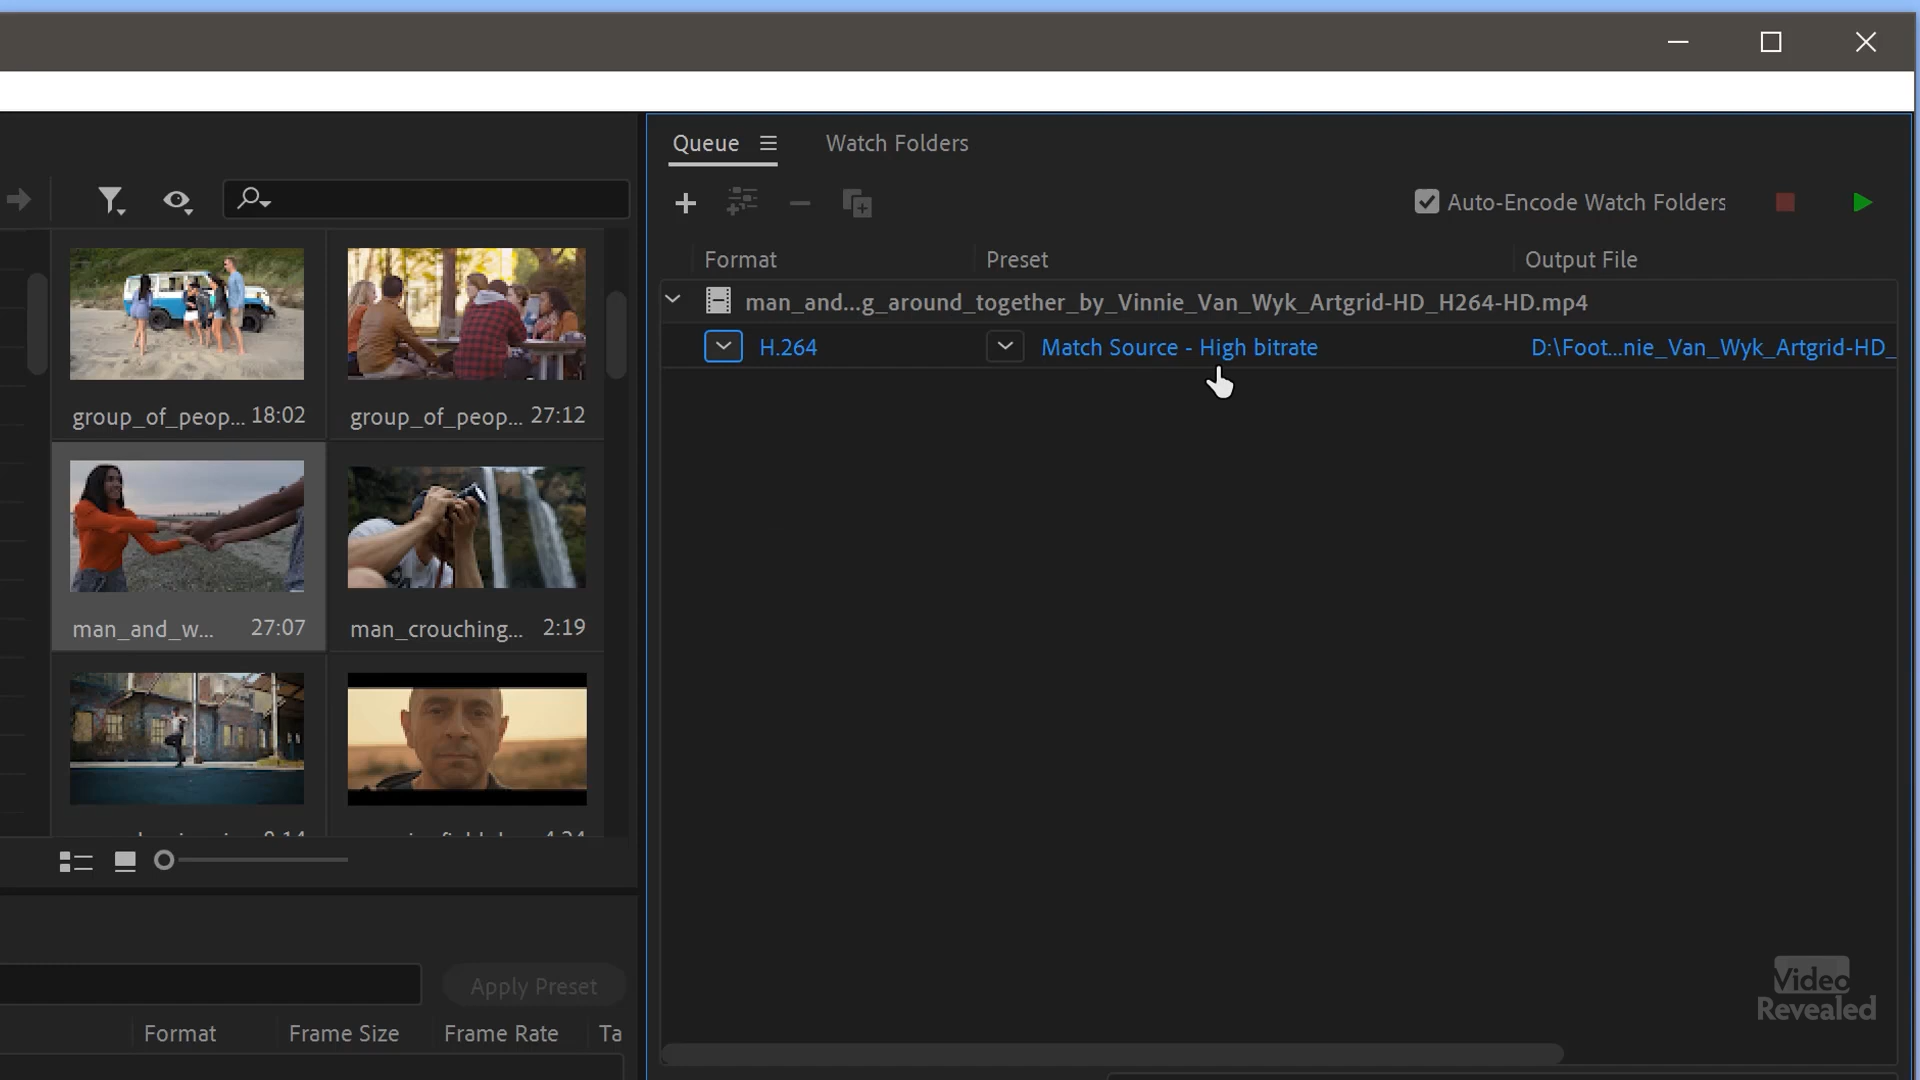 Queue
Watch Folders
Auto-Encode Watch Folders
Format
Preset
Output File
man_and...g_around_together_by_Vinnie_Van_Wyk_Artgrid-HD_H264-HD.mp4
H.264
Match Source - High bitrate
D:\Foot...nie_Van_Wyk_Artgrid-HD_
group_of_peop... 18:02
group_of_peop... 27:12
man_and_w... 27:07
man_crouching... 2:19
Apply Preset
Format
Frame Size
Frame Rate
Ta
Video
Revealed